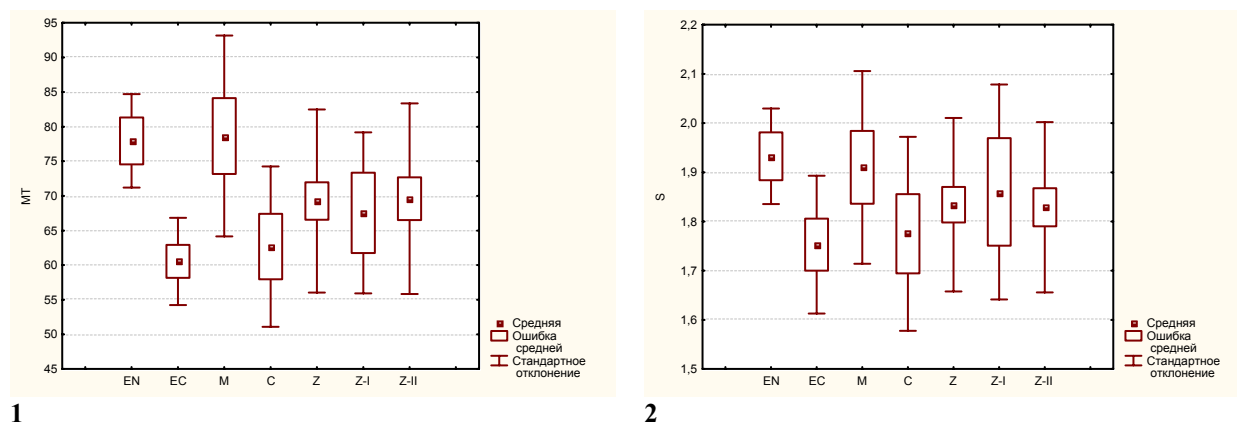 95
90
85
80
75
70
65
60
55
50
45
MT
EN EC M C Z Z-I Z-II
Средняя
Ошибка
средней
Стандартное
отклонение
1
2,2
2,1
2,0
1,9
1,8
1,7
1,6
1,5
S
EN EC M C Z Z-I Z-II
Средняя
Ошибка
средней
Стандартное
отклонение
2